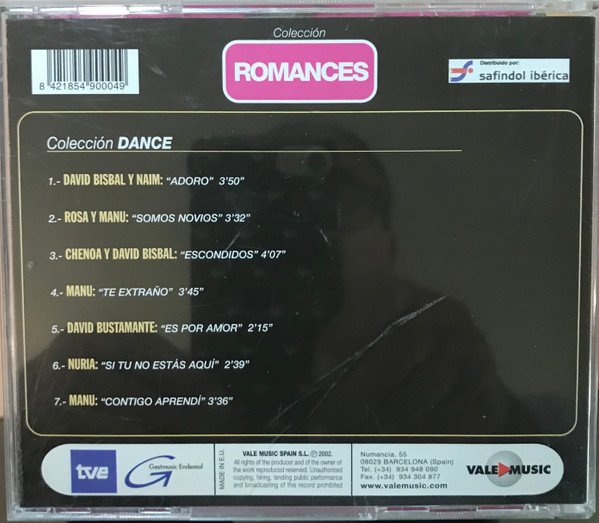 Colección
ROMANCES
8 421854 900049
Distribuido por:
safindol ibérica
Colección DANCE
1.- DAVID BISBAL Y NAIM: “ADORO” 3’50”
2.- ROSA Y MANU: “SOMOS NOVIOS” 3’32”
3.- CHENOA Y DAVID BISBAL: “ESCONDIDOS” 4’07”
4.- MANU: “TE EXTRAÑO” 3’45”
5.- DAVID BUSTAMANTE: “ES POR AMOR” 2’15”
6.- NURIA: “SI TU NO ESTÁS AQUÍ” 2’39”
7.- MANU: “CONTIGO APRENDÍ” 3’36”
tve
G
Gestmusic Endemol
MADE IN E.U.
VALE MUSIC SPAIN S.L. ℗ 2002.
All rights of the producer and of the owner of
the work reproduced reserved. Unauthorized
copying, hiring, lending public performance
and broadcasting of this record prohibited
Numancia, 55
08029 BARCELONA (Spain)
Tel. (+34) 934 948 090
Fax. (+34) 934 304 877
www.valemusic.com
VALE MUSIC